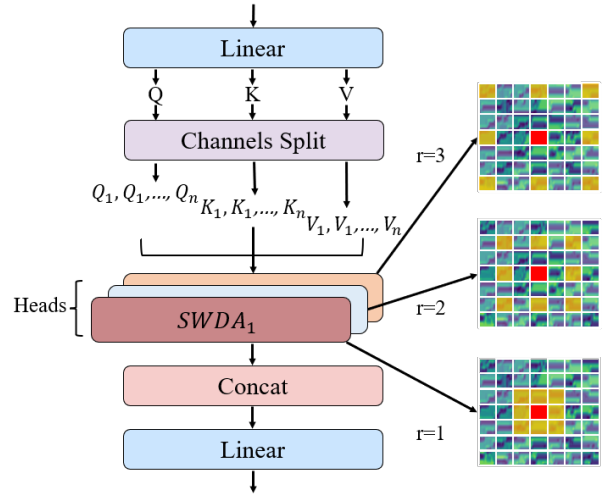 Linear
Q K V
Channels Split
Q₁, Q₁,..., Qₙ
K₁, K₁,..., Kₙ
V₁, V₁,..., Vₙ
r=3
Heads
SWDA₁
r=2
Concat
r=1
Linear